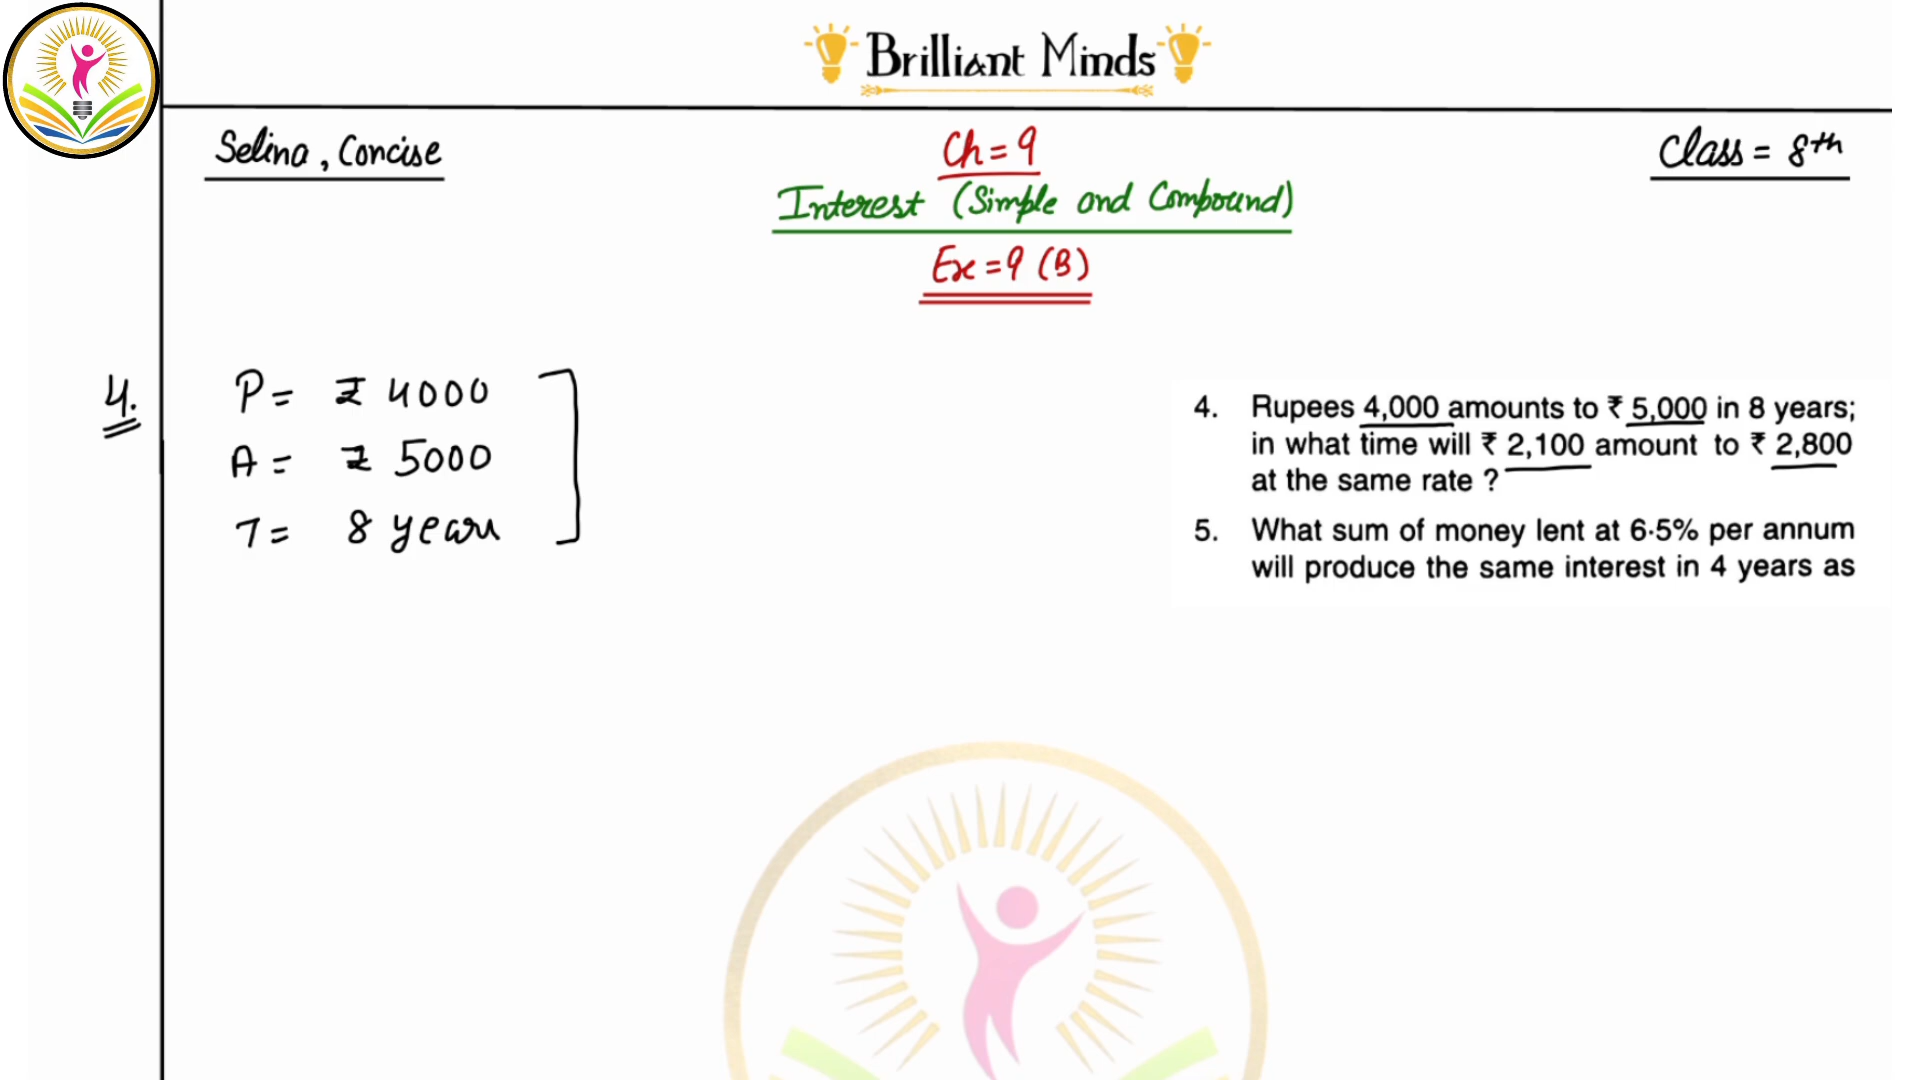 Brilliant Minds
Selina, Concise
Ch = 9
Class = 8th
Interest (Simple and Compound)
Ex = 9 (B)
4.
P = ₹ 4000
A = ₹ 5000
T = 8 years
4. Rupees 4,000 amounts to ₹ 5,000 in 8 years;
in what time will ₹ 2,100 amount to ₹ 2,800
at the same rate ?
5. What sum of money lent at 6·5% per annum
will produce the same interest in 4 years as